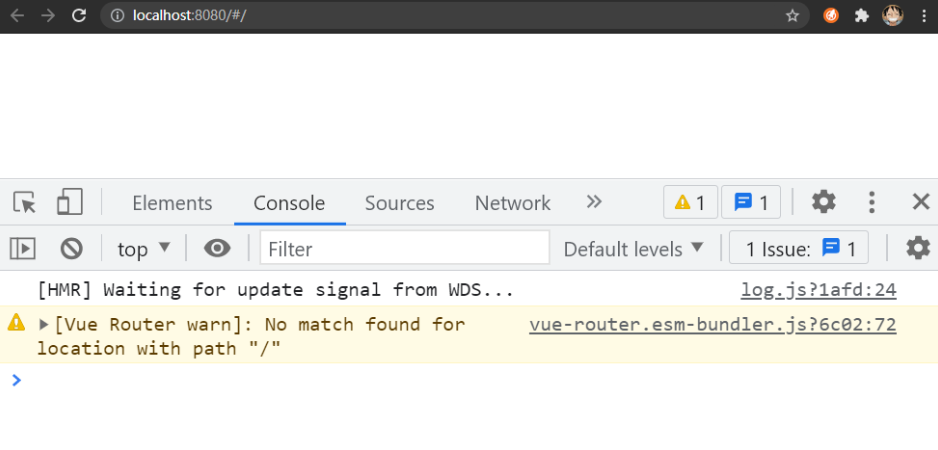 localhost:8080/#/
Elements Console Sources Network » 1 1
top Filter Default levels 1 Issue: 1
[HMR] Waiting for update signal from WDS... log.js?1afd:24
[Vue Router warn]: No match found for vue-router.esm-bundler.js?6c02:72
location with path "/"